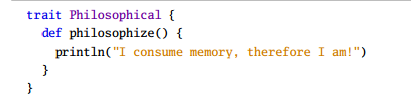 trait Philosophical {
  def philosophize() {
    println("I consume memory, therefore I am!")
  }
}